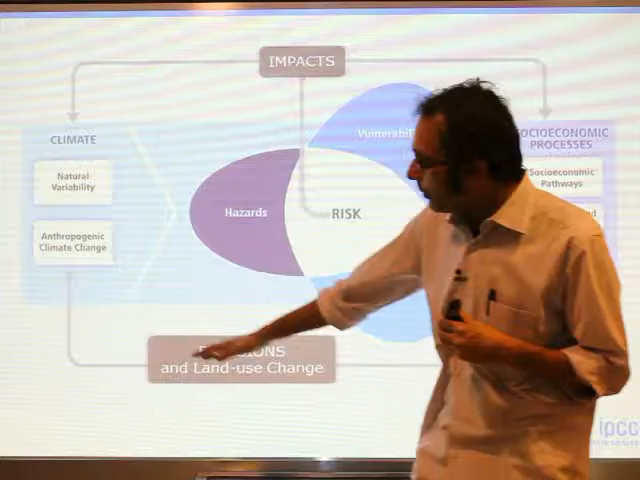 IMPACTS
CLIMATE
Natural
Variability
Anthropogenic
Climate Change
Hazards
RISK
SOCIOECONOMIC
PROCESSES
Socioeconomic
Pathways
and Land-use Change
ipcc